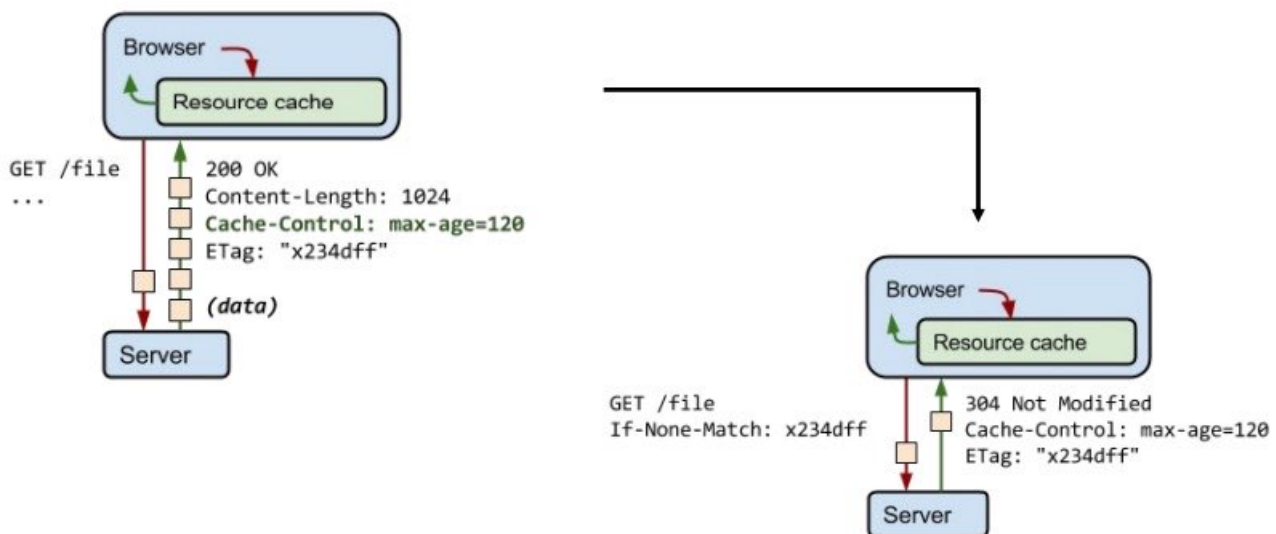 Browser
Resource cache
GET /file
...
200 OK
Content-Length: 1024
Cache-Control: max-age=120
ETag: "x234dff"
(data)
Server
Browser
Resource cache
GET /file
If-None-Match: x234dff
304 Not Modified
Cache-Control: max-age=120
ETag: "x234dff"
Server